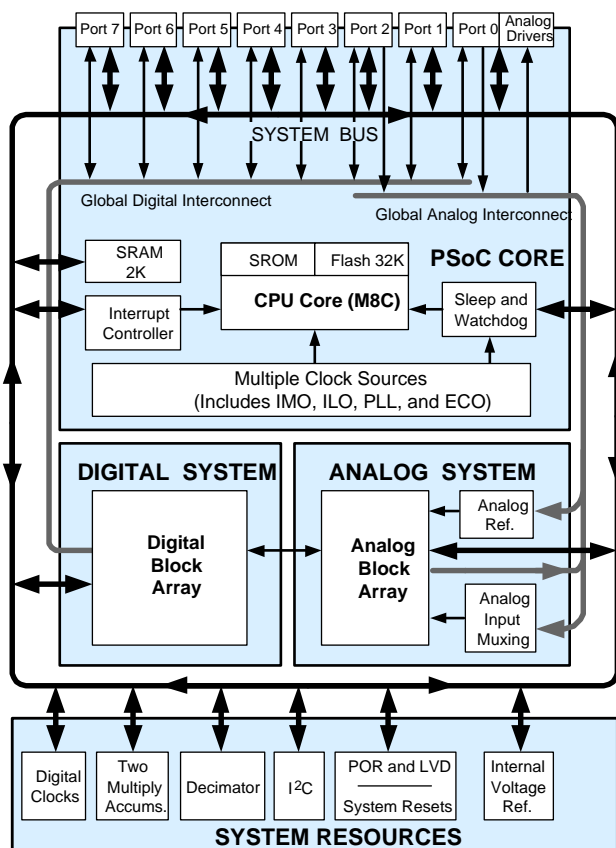 Port 7 Port 6 Port 5 Port 4 Port 3 Port 2 Port 1 Port 0 Analog
Drivers
SYSTEM BUS
Global Digital Interconnect
Global Analog Interconnect
PSoC CORE
SRAM
2K
SROM Flash 32K
CPU Core (M8C)
Interrupt
Controller
Sleep and
Watchdog
Multiple Clock Sources
(Includes IMO, ILO, PLL, and ECO)
DIGITAL SYSTEM
Digital
Block
Array
ANALOG SYSTEM
Analog
Block
Array
Analog
Ref.
Analog
Input
Muxing
Digital
Clocks
Two
Multiply
Accums.
Decimator
I²C
POR and LVD
System Resets
Internal
Voltage
Ref.
SYSTEM RESOURCES